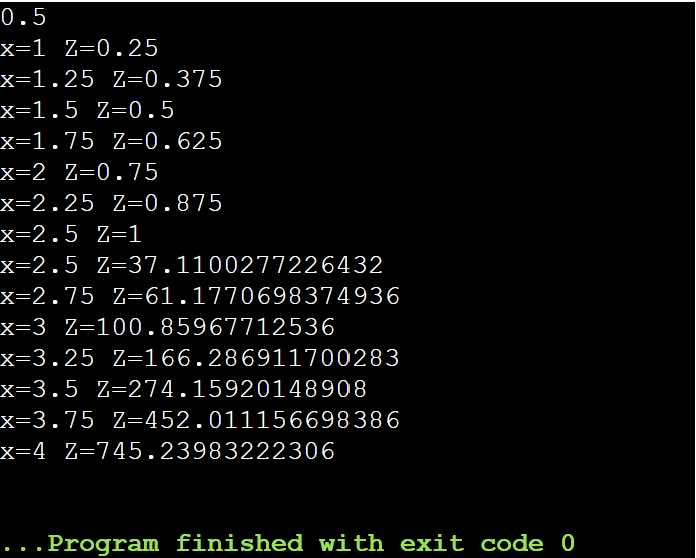 0.5
x=1 Z=0.25
x=1.25 Z=0.375
x=1.5 Z=0.5
x=1.75 Z=0.625
x=2 Z=0.75
x=2.25 Z=0.875
x=2.5 Z=1
x=2.5 Z=37.1100277226432
x=2.75 Z=61.1770698374936
x=3 Z=100.85967712536
x=3.25 Z=166.286911700283
x=3.5 Z=274.15920148908
x=3.75 Z=452.011156698386
x=4 Z=745.23983222306
...Program finished with exit code 0